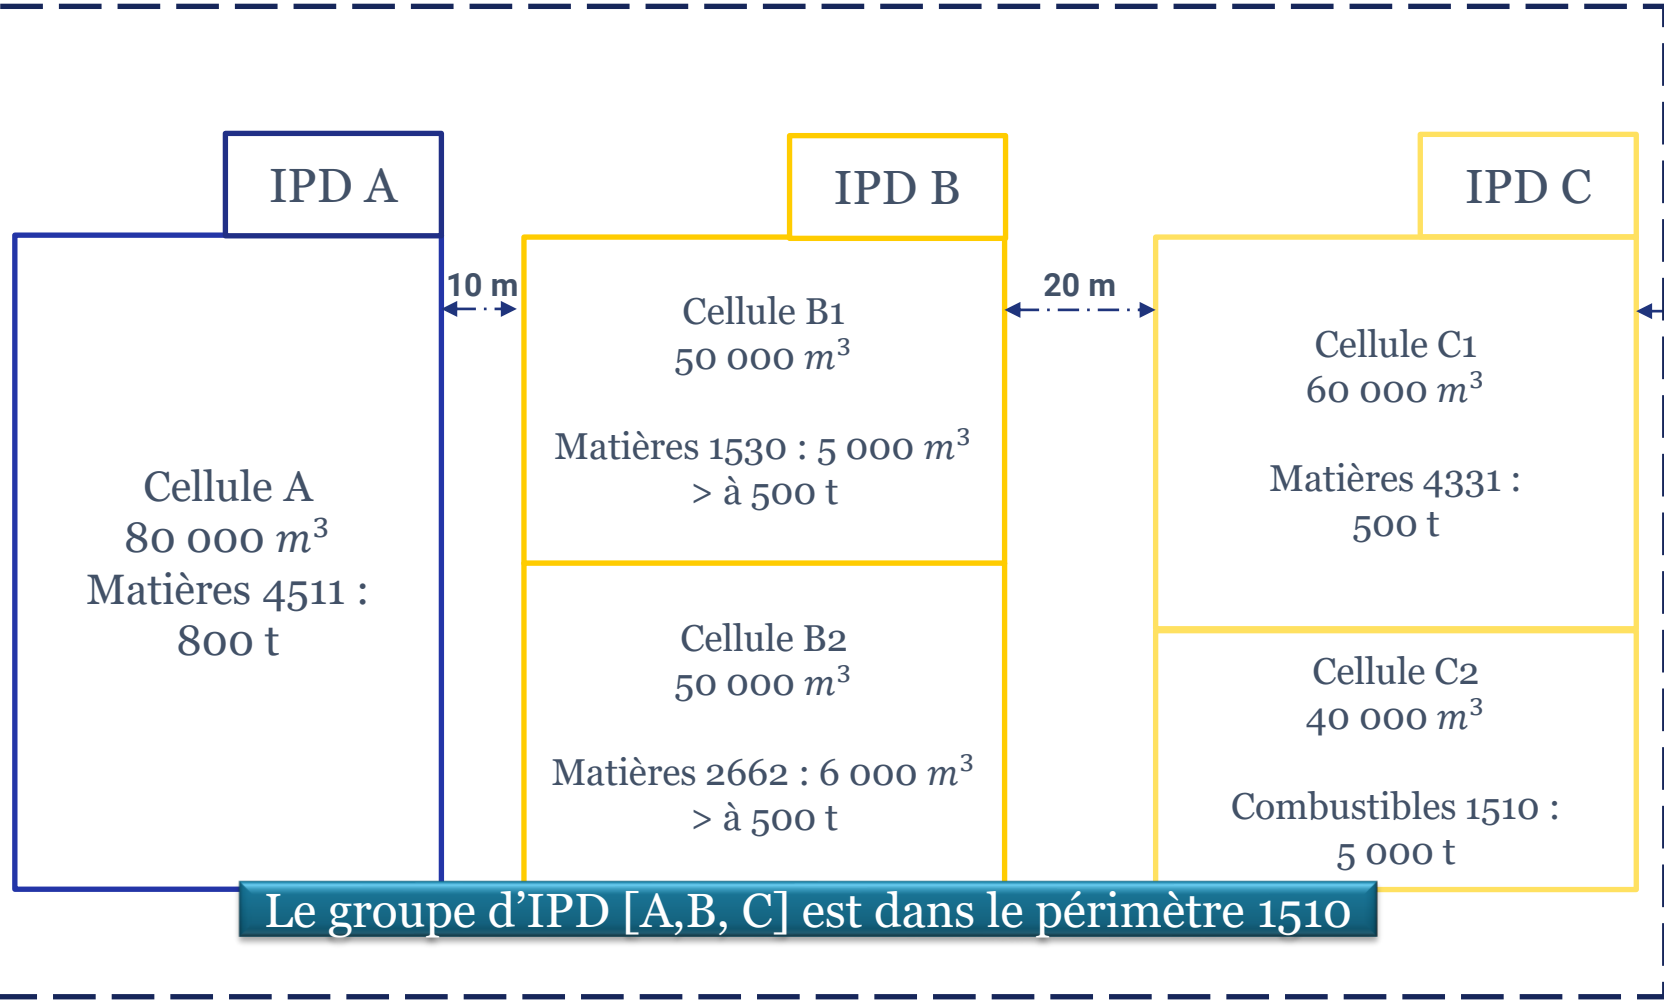 IPD A
IPD B
IPD C
10 m
20 m
Cellule A
80 000 m³
Matières 4511 :
800 t
Cellule B1
50 000 m³
Matières 1530 : 5 000 m³
> à 500 t
Cellule B2
50 000 m³
Matières 2662 : 6 000 m³
> à 500 t
Cellule C1
60 000 m³
Matières 4331 :
500 t
Cellule C2
40 000 m³
Combustibles 1510 :
5 000 t
Le groupe d’IPD [A,B, C] est dans le périmètre 1510